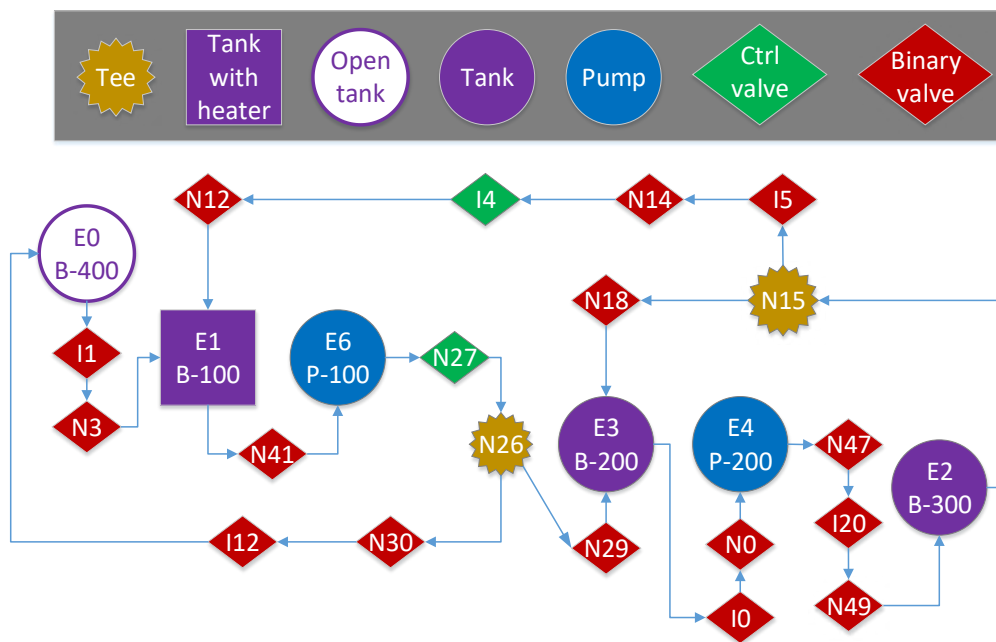 Tee
Tank
with
heater
Open
tank
Tank
Pump
Ctrl
valve
Binary
valve
N12
I4
N14
I5
E0
B-400
N18
N15
I1
E1
B-100
E6
P-100
N27
N3
N41
N26
E3
B-200
E4
P-200
N47
E2
B-300
I12
N30
N29
N0
I20
I0
N49